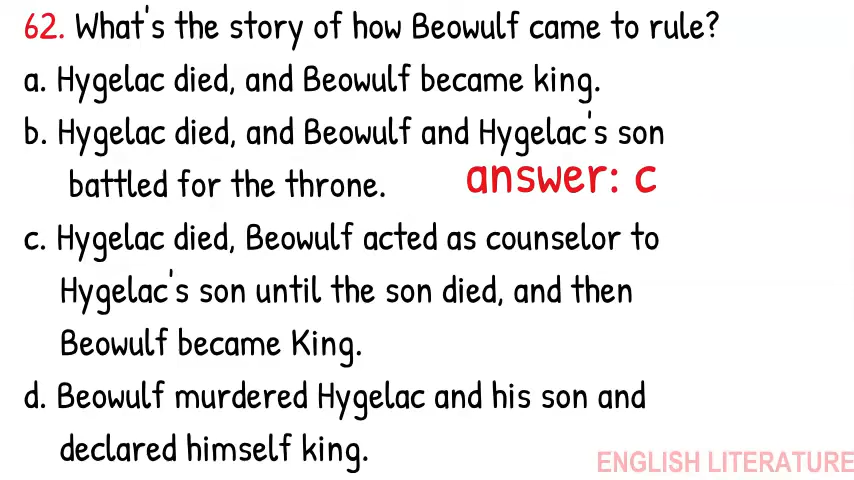 62. What's the story of how Beowulf came to rule?
a. Hygelac died, and Beowulf became king.
b. Hygelac died, and Beowulf and Hygelac's son
battled for the throne.
answer: c
c. Hygelac died, Beowulf acted as counselor to
Hygelac's son until the son died, and then
Beowulf became King.
d. Beowulf murdered Hygelac and his son and
declared himself king.
ENGLISH LITERATURE